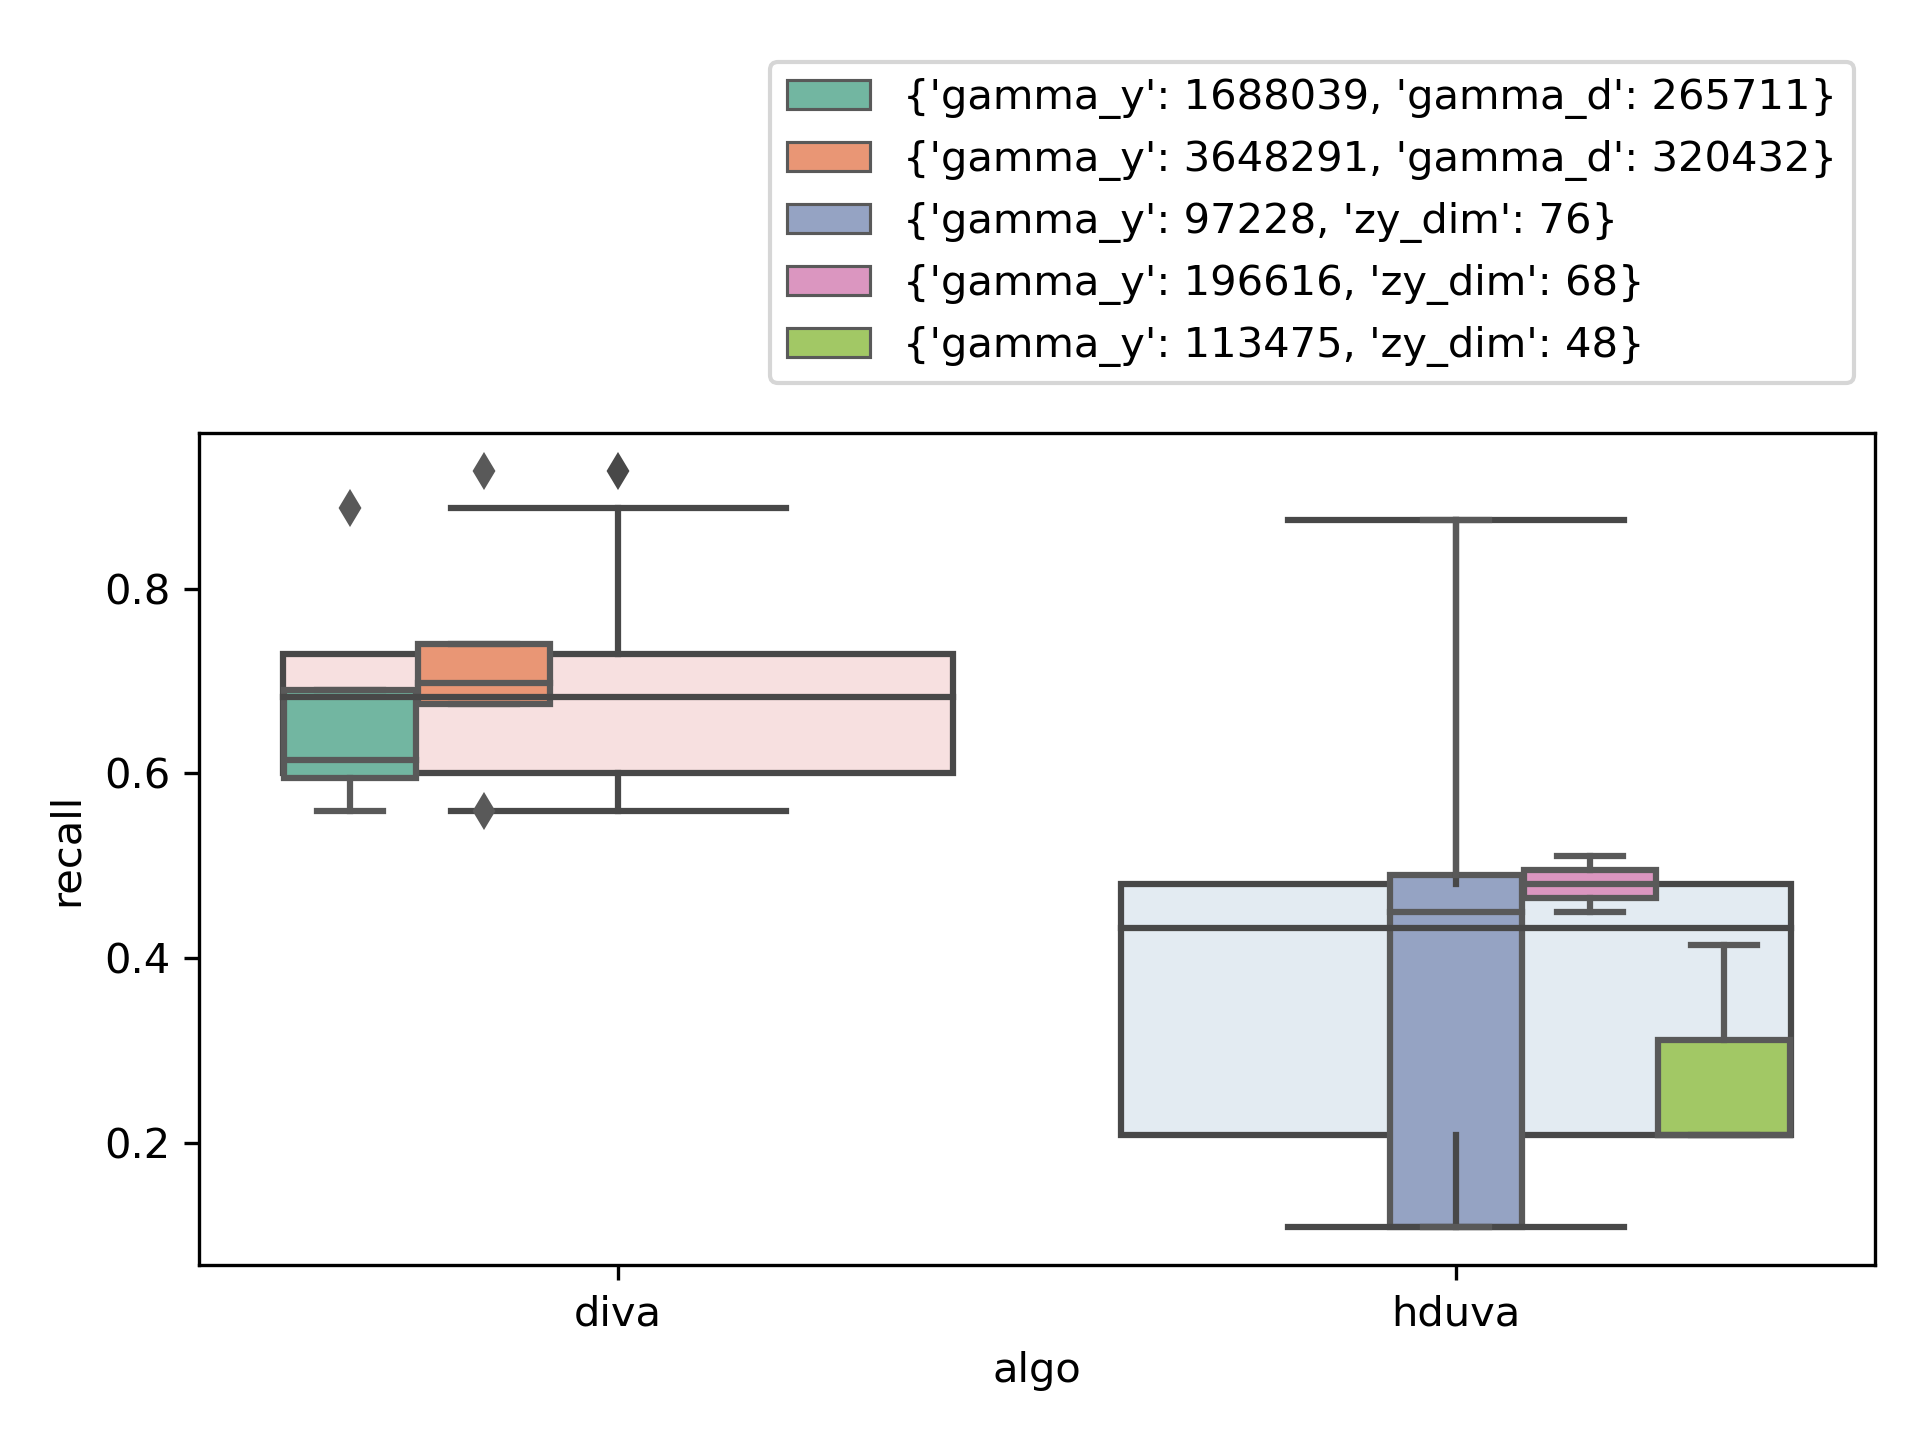 {'gamma_y': 1688039, 'gamma_d': 265711}
{'gamma_y': 3648291, 'gamma_d': 320432}
{'gamma_y': 97228, 'zy_dim': 76}
{'gamma_y': 196616, 'zy_dim': 68}
{'gamma_y': 113475, 'zy_dim': 48}
0.8
0.6
0.4
0.2
recall
diva
hduva
algo